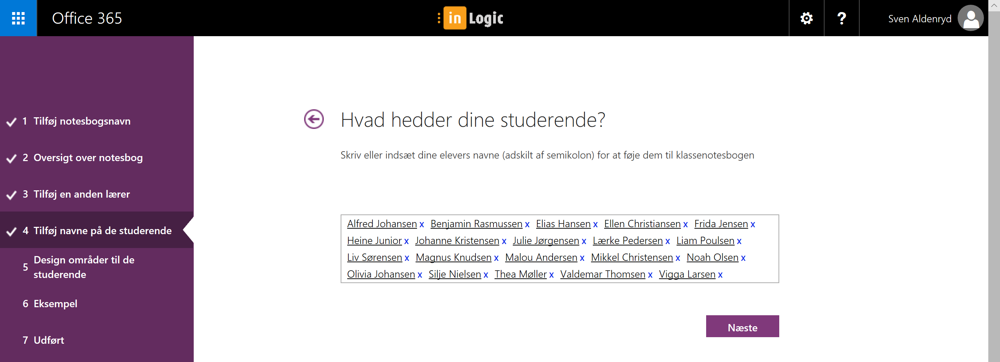 Office 365
in Logic
?
Sven Aldenryd
1 Tilføj notesbogsnavn
2 Oversigt over notesbog
3 Tilføj en anden lærer
4 Tilføj navne på de studerende
5 Design områder til de
studerende
6 Eksempel
7 Udført
Hvad hedder dine studerende?
Skriv eller indsæt dine elevers navne (adskilt af semikolon) for at føje dem til klassenotesbogen
Alfred Johansen x Benjamin Rasmussen x Elias Hansen x Ellen Christiansen x Frida Jensen x
Heine Junior x Johanne Kristensen x Julie Jørgensen x Lærke Pedersen x Liam Poulsen x
Liv Sørensen x Magnus Knudsen x Malou Andersen x Mikkel Christensen x Noah Olsen x
Olivia Johansen x Silje Nielsen x Thea Møller x Valdemar Thomsen x Vigga Larsen x
Næste